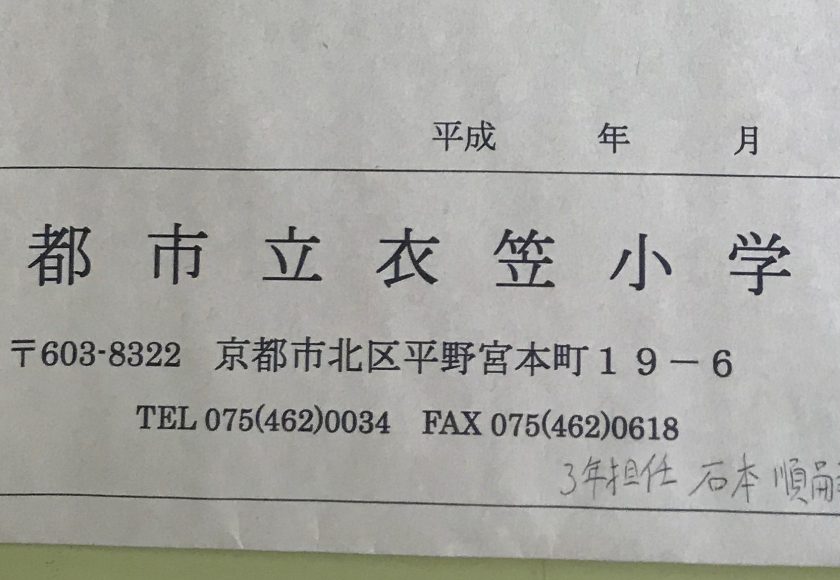 平成 年 月
都市立衣笠小学
〒603-8322 京都市北区平野宮本町19-6
TEL 075(462)0034 FAX 075(462)0618
3年担任 石本 順嗣